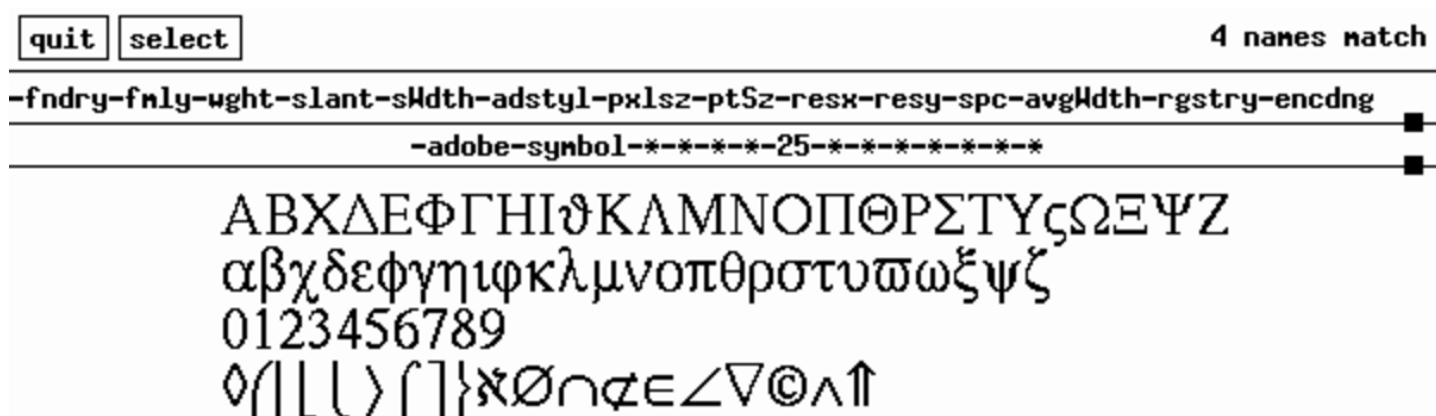 quit select 4 names match
-fndry-fmly-wght-slant-sWdth-adstyl-pxlsz-ptSz-resx-resy-spc-avgWdth-rgstry-encdng
-adobe-symbol-*-*-*-*-25-*-*-*-*-*-*-*
ΑΒΧΔΕΦΓΗΙϑΚΛΜΝΟΠΘΡΣΤΥςΩΞΨΖ
αβχδεφγηιϕκλμνοπθρστυϖωξψζ
0123456789
◊⎛⎜⎣⎩〉⌠⎤⎬ℵ∅∩⊄∈∠∇©∧⇑